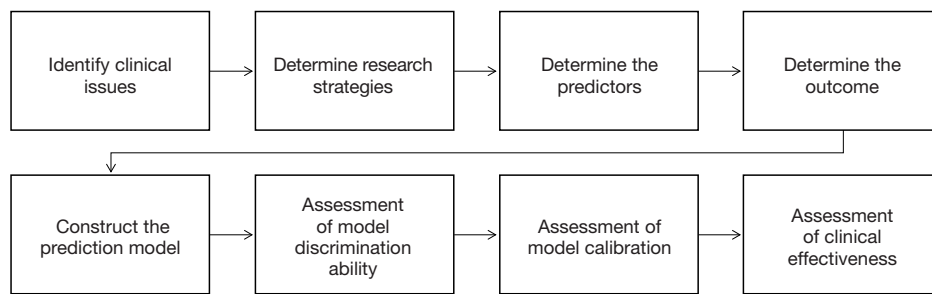 Identify clinical
issues
Determine research
strategies
Determine the
predictors
Determine the
outcome
Construct the
prediction model
Assessment
of model
discrimination
ability
Assessment of
model calibration
Assessment
of clinical
effectiveness